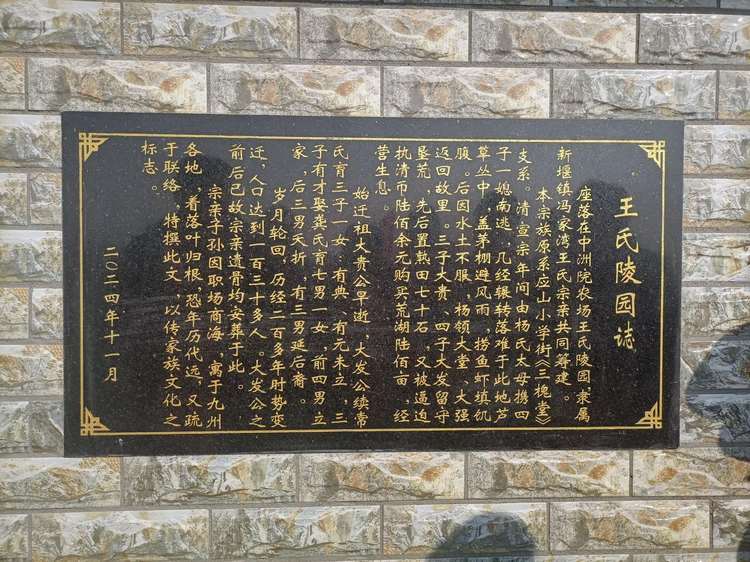 王氏陵园志
座落在中洲院农场王氏陵园,隶属
新堰镇冯家湾王氏宗亲共同筹建。
本宗族原系应山小学街《三槐堂》
支系。清宣宗年间由杨氏太母携四
子一媳南逃,几经辗转落难于此地芦
草丛中,盖茅棚避风雨,捞鱼虾填饥
腹。后因水土不服,杨领大堂、大强
返回故里。三子大贵、四子大发留守
垦荒,先后置熟田七十石,又被逼迫
执清币陆佰余元购买荒湖陆佰亩,经
营生息。
始迁祖大贵公早逝,大发公续常
氏育三子一女:有典、有元未立,三
子有才娶龚氏育七男一女,前四男立
家,后三男夭折,有三男延后裔。
岁月轮回,历经二百多年时势变
迁,人口达到一百三十多人。大发公之
前后已故宗亲遗骨均安葬于此。
宗亲子孙因职场商海,寓于九州
各地,着落叶归根,恐年历代远,又疏
于联络。特撰此文,以传家族文化之
标志。
二〇二四年十一月